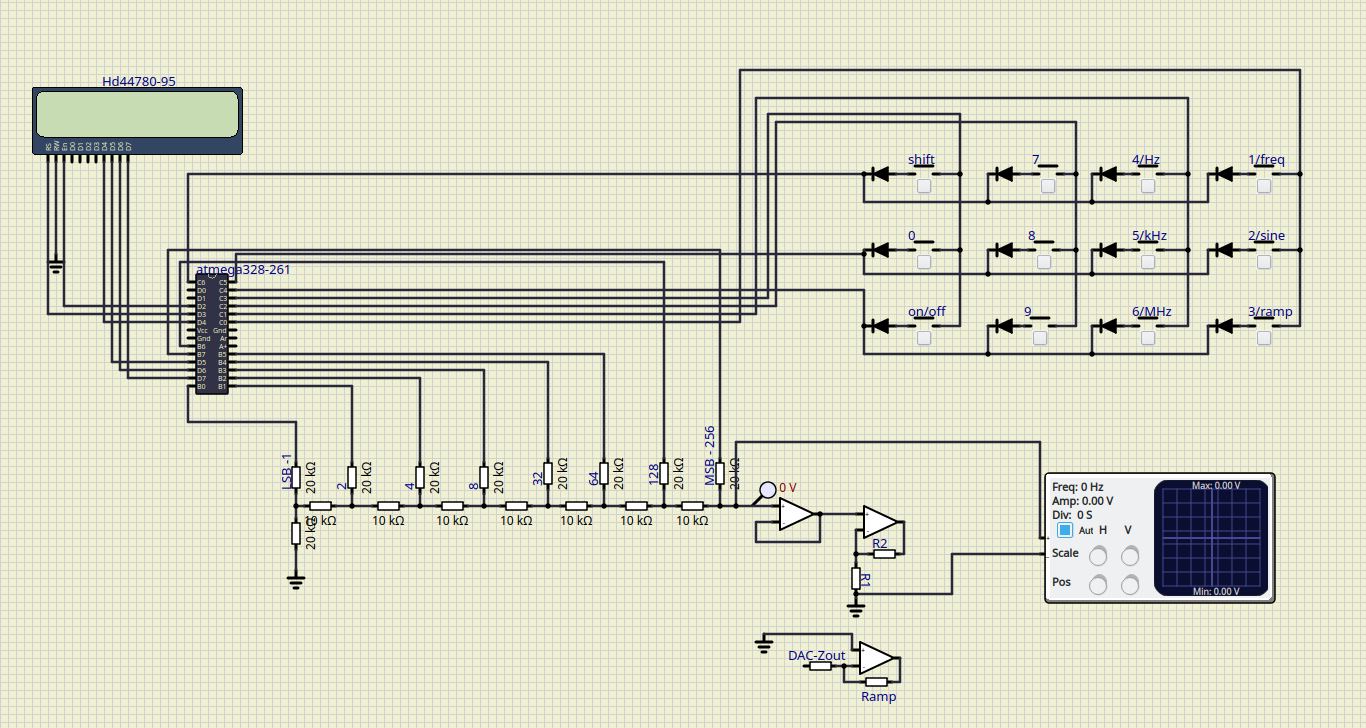 Hd44780-95
RS RW En D0 D1 D2 D3 D4 D5 D6 D7
shift 7 4/Hz 1/freq
0 8 5/kHz 2/sine
on/off 9 6/MHz 3/ramp
atmega328-261
C6 C5
D0 C4
D1 C3
D2 C2
D3 C1
D4 C0
Vcc Gnd
Gnd Ar
B6
B7 B5
D5 B4
D6 B3
D7 B2
B0 B1
LSB -1 20 kΩ 2 20 kΩ 4 20 kΩ 8 20 kΩ 32 20 kΩ 64 20 kΩ 128 20 kΩ MSB - 256 20 kΩ
0 V
20 kΩ 10 kΩ 10 kΩ 10 kΩ 10 kΩ 10 kΩ 10 kΩ 10 kΩ
R2
R1
Freq: 0 Hz
Amp: 0.00 V
Div: 0 S
Aut H V
Scale
Pos
Max: 0.00 V
Min: 0.00 V
DAC-Zout
Ramp